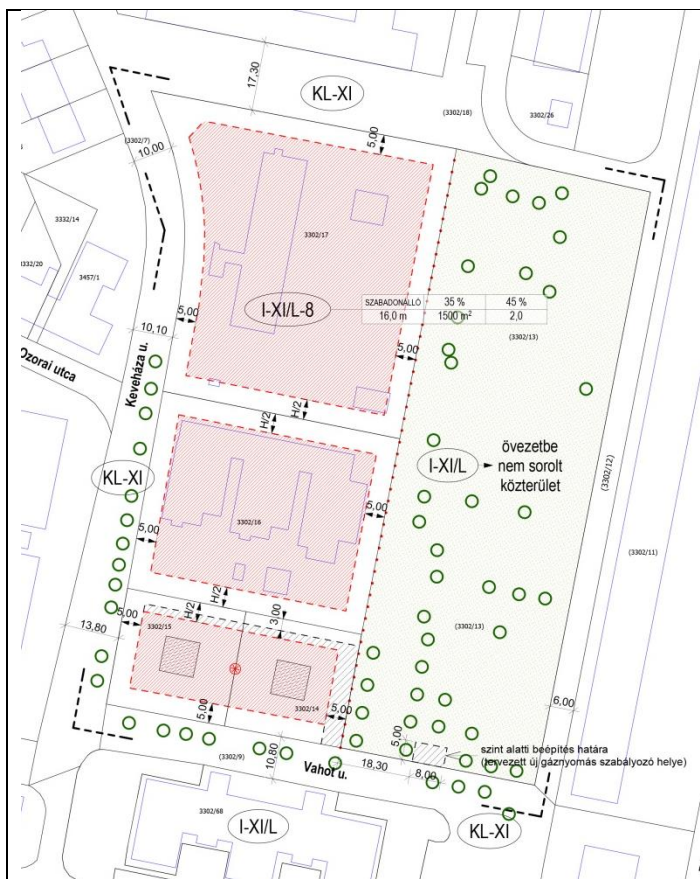 17,30
KL-XI
(3302/18)
3302/26
5,00
(3302/7)
10,00
3302/17
3332/14
3332/20
3457/1
I-XI/L-8
SZABADONÁLLÓ 35 % 45 %
16,0 m 1500 m² 2,0
(3302/13)
5,00
10,10
5,00
Ozorai utca
Keveháza u.
H/2
H/2
I-XI/L
övezetbe
nem sorolt
közterület
(3302/12)
KL-XI
3302/16
5,00
5,00
(3302/11)
H/2
H/2
3,00
5,00
3302/15
(3302/13)
13,80
3302/14
5,00
5,00
6,00
5,00
szint alatti beépítés határa
(tervezett új gáznyomás szabályozó helye)
(3302/9)
10,80
Vahot u.
18,30
8,00
3302/68
I-XI/L
KL-XI